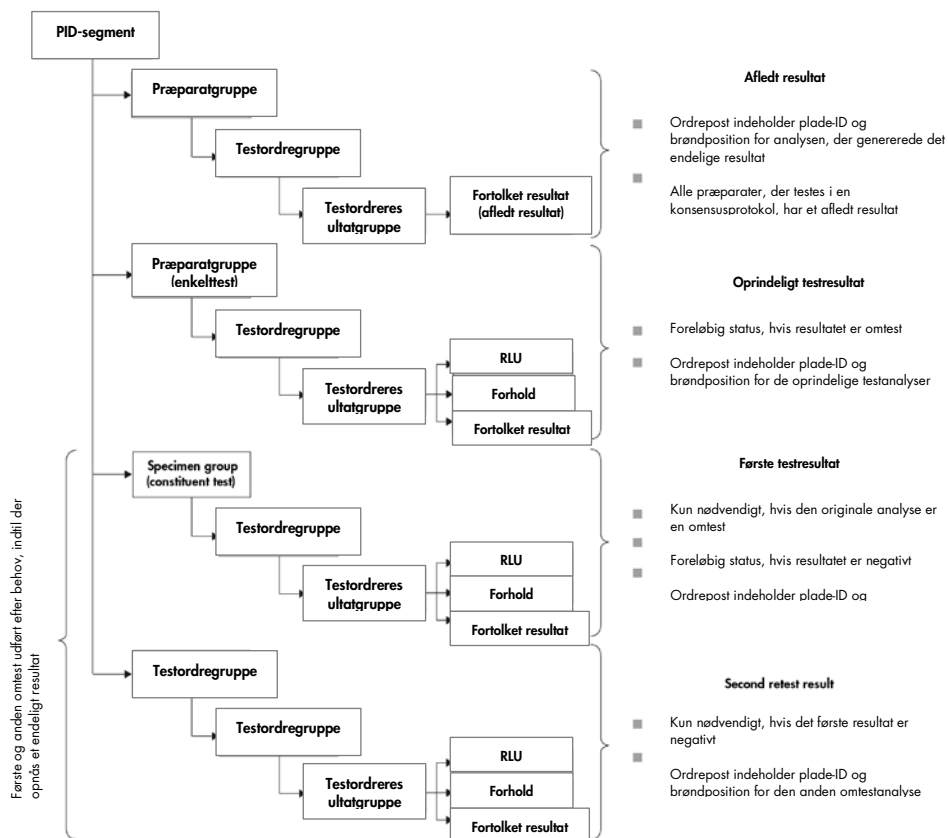 PID-segment
Præparatgruppe
Testordregruppe
Testordreres
ultatgruppe
Fortolket resultat
(afledt resultat)
Afledt resultat
Ordrepost indeholder plade-ID og
brøndposition for analysen, der genererede det
endelige resultat
Alle præparater, der testes i en
konsensusprotokol, har et afledt resultat
Præparatgruppe
(enkelttest)
Testordregruppe
Testordreres
ultatgruppe
RLU
Forhold
Fortolket resultat
Oprindeligt testresultat
Foreløbig status, hvis resultatet er omtest
Ordrepost indeholder plade-ID og
brøndposition for de oprindelige testanalyser
Første og anden omtest udført efter behov, indtil der
opnås et endeligt resultat
Specimen group
(constituent test)
Testordregruppe
Testordreres
ultatgruppe
RLU
Forhold
Fortolket resultat
Første testresultat
Kun nødvendigt, hvis den originale analyse er
en omtest
Foreløbig status, hvis resultatet er negativt
Ordrepost indeholder plade-ID og
Testordregruppe
Testordregruppe
Testordreres
ultatgruppe
RLU
Forhold
Fortolket resultat
Second retest result
Kun nødvendigt, hvis det første resultat er
negativt
Ordrepost indeholder plade-ID og
brøndposition for den anden omtestanalyse